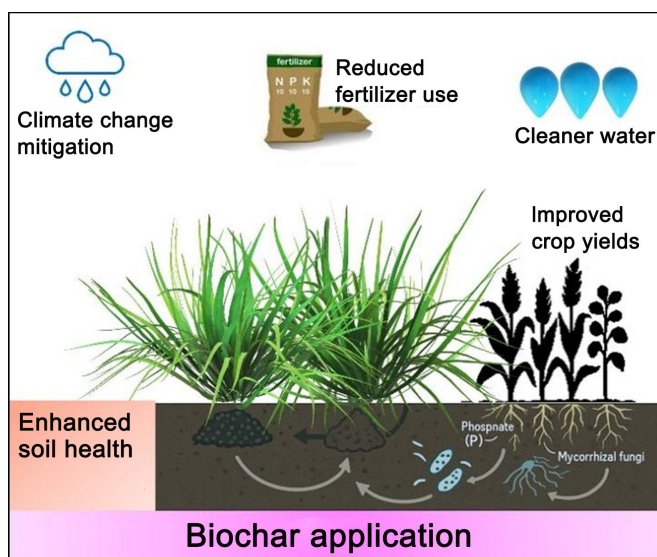 Climate change
mitigation
fertilizer
N P K
10 10 10
Reduced
fertilizer use
Cleaner water
Improved
crop yields
Enhanced
soil health
Phospnate
(P)
Mycorrhizal fungi
Biochar application